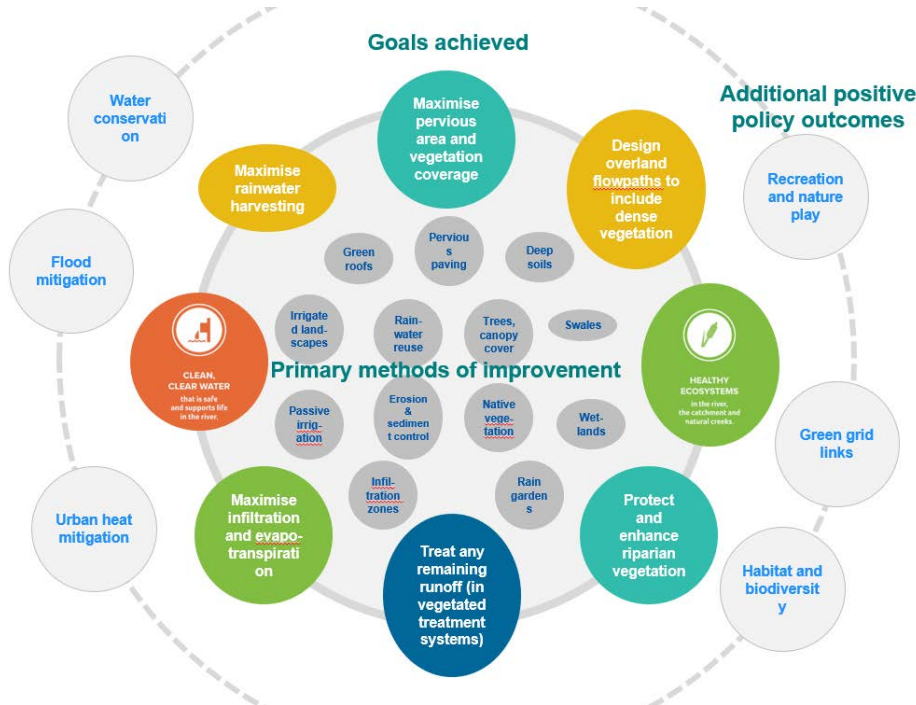 Goals achieved
Additional positive
policy outcomes
Water
conservati
on
Maximise
pervious
area and
vegetation
coverage
Maximise
rainwater
harvesting
Design
overland
flowpaths to
include
dense
vegetation
Recreation
and nature
play
Flood
mitigation
Green
roofs
Perviou
s
paving
Deep
soils
Irrigate
d land-
scapes
Rain-
water
reuse
Trees,
canopy
cover
Swales
CLEAN,
CLEAR WATER
that is safe
and supports life
in the river.
Primary methods of improvement
HEALTHY
ECOSYSTEMS
in the river,
the catchment and
natural creeks.
Passive
irrig-
ation
Erosion
&
sedimen
t control
Native
vege-
tation
Wet-
lands
Green grid
links
Infil-
tration
zones
Rain
garden
s
Urban heat
mitigation
Maximise
infiltration
and evapo-
transpirati
on
Treat any
remaining
runoff (in
vegetated
treatment
systems)
Protect
and
enhance
riparian
vegetation
Habitat and
biodiversit
y